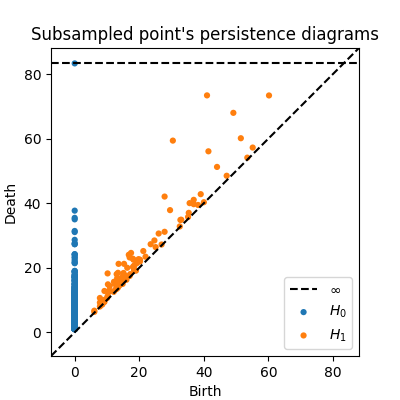 Subsampled point's persistence diagrams
80
60
40
20
0
Death
0 20 40 60 80
Birth
∞
H₀
H₁